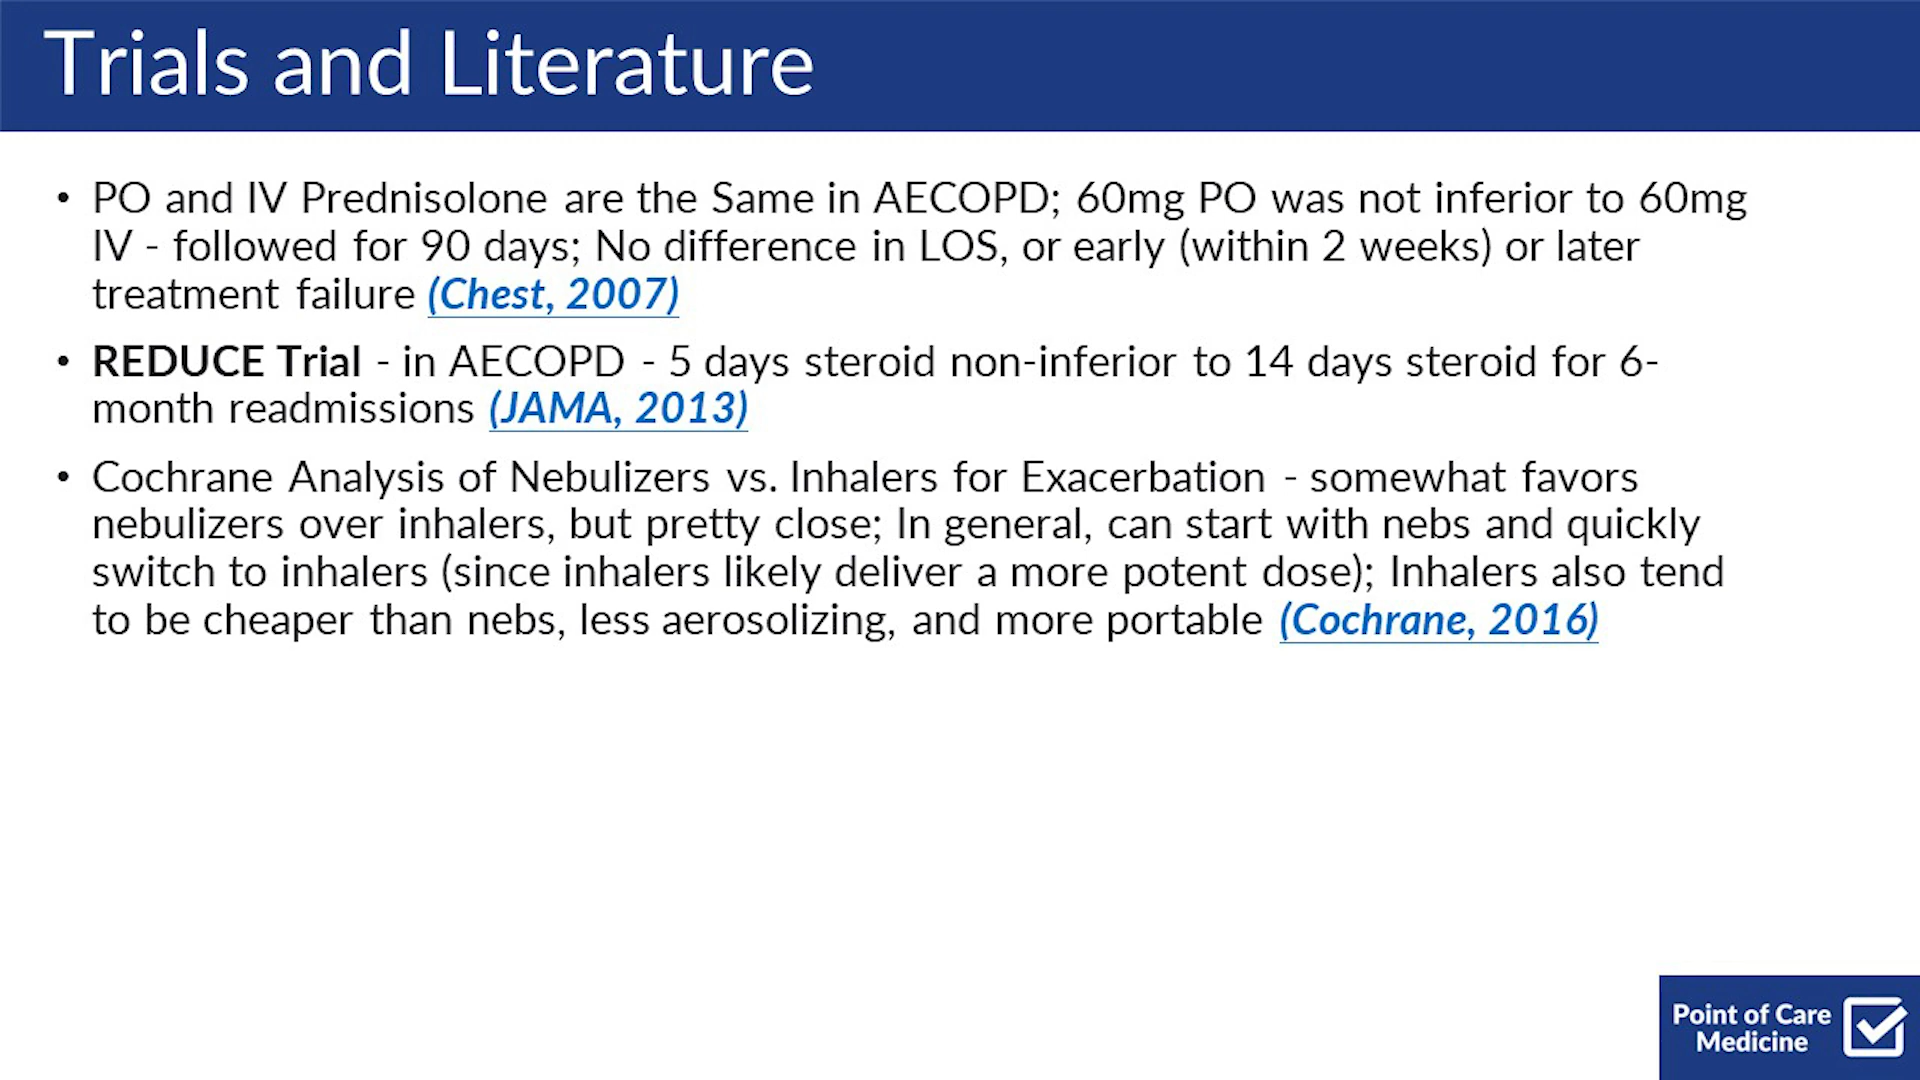 Trials and Literature
• PO and IV Prednisolone are the Same in AECOPD; 60mg PO was not inferior to 60mg
IV - followed for 90 days; No difference in LOS, or early (within 2 weeks) or later
treatment failure (Chest, 2007)
• REDUCE Trial - in AECOPD - 5 days steroid non-inferior to 14 days steroid for 6-
month readmissions (JAMA, 2013)
• Cochrane Analysis of Nebulizers vs. Inhalers for Exacerbation - somewhat favors
nebulizers over inhalers, but pretty close; In general, can start with nebs and quickly
switch to inhalers (since inhalers likely deliver a more potent dose); Inhalers also tend
to be cheaper than nebs, less aerosolizing, and more portable (Cochrane, 2016)
Point of Care
Medicine